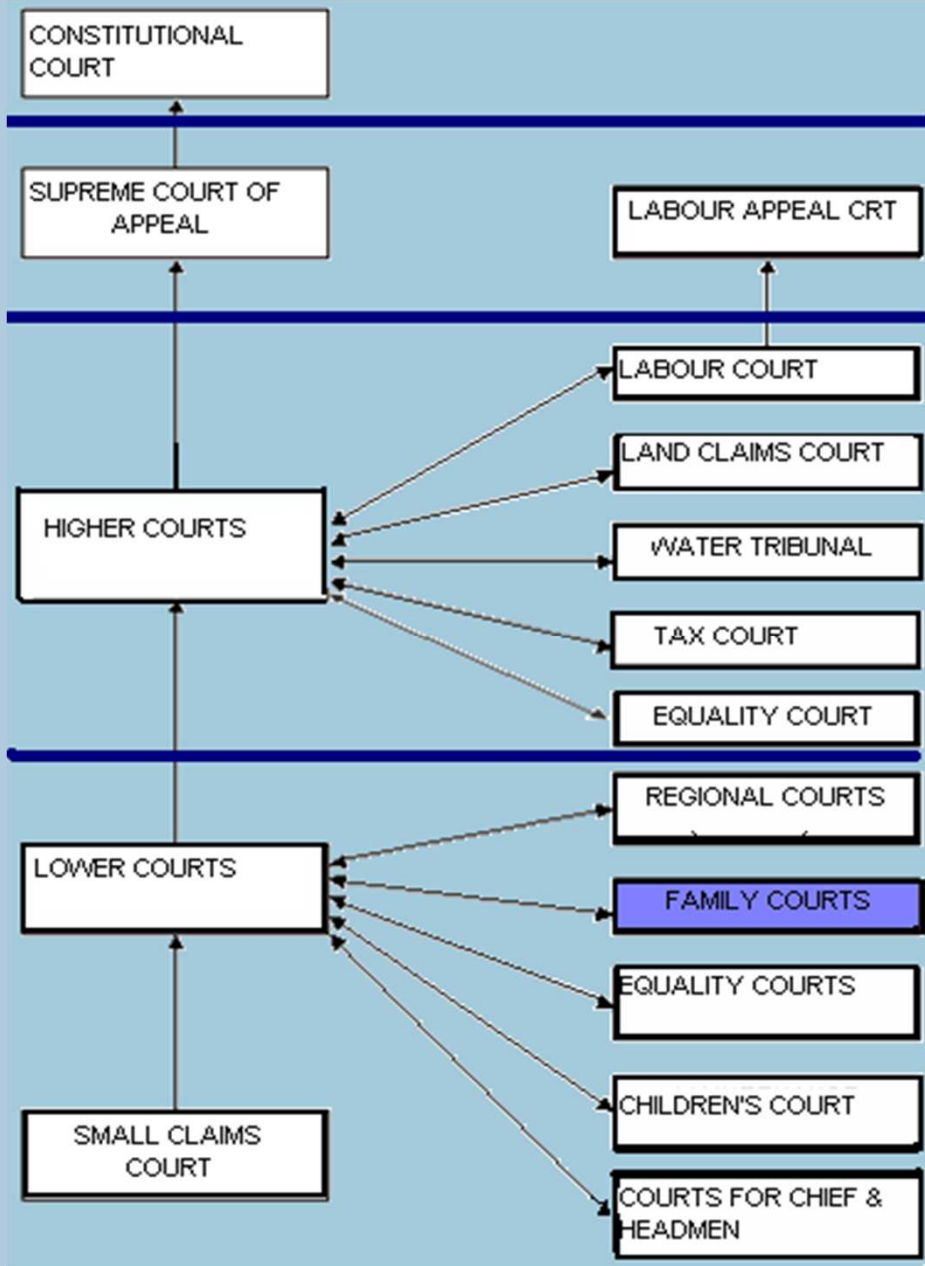 CONSTITUTIONAL
COURT
SUPREME COURT OF
APPEAL
LABOUR APPEAL CRT
LABOUR COURT
LAND CLAIMS COURT
HIGHER COURTS
WATER TRIBUNAL
TAX COURT
EQUALITY COURT
REGIONAL COURTS
LOWER COURTS
FAMILY COURTS
EQUALITY COURTS
CHILDREN'S COURT
SMALL CLAIMS
COURT
COURTS FOR CHIEF &
HEADMEN